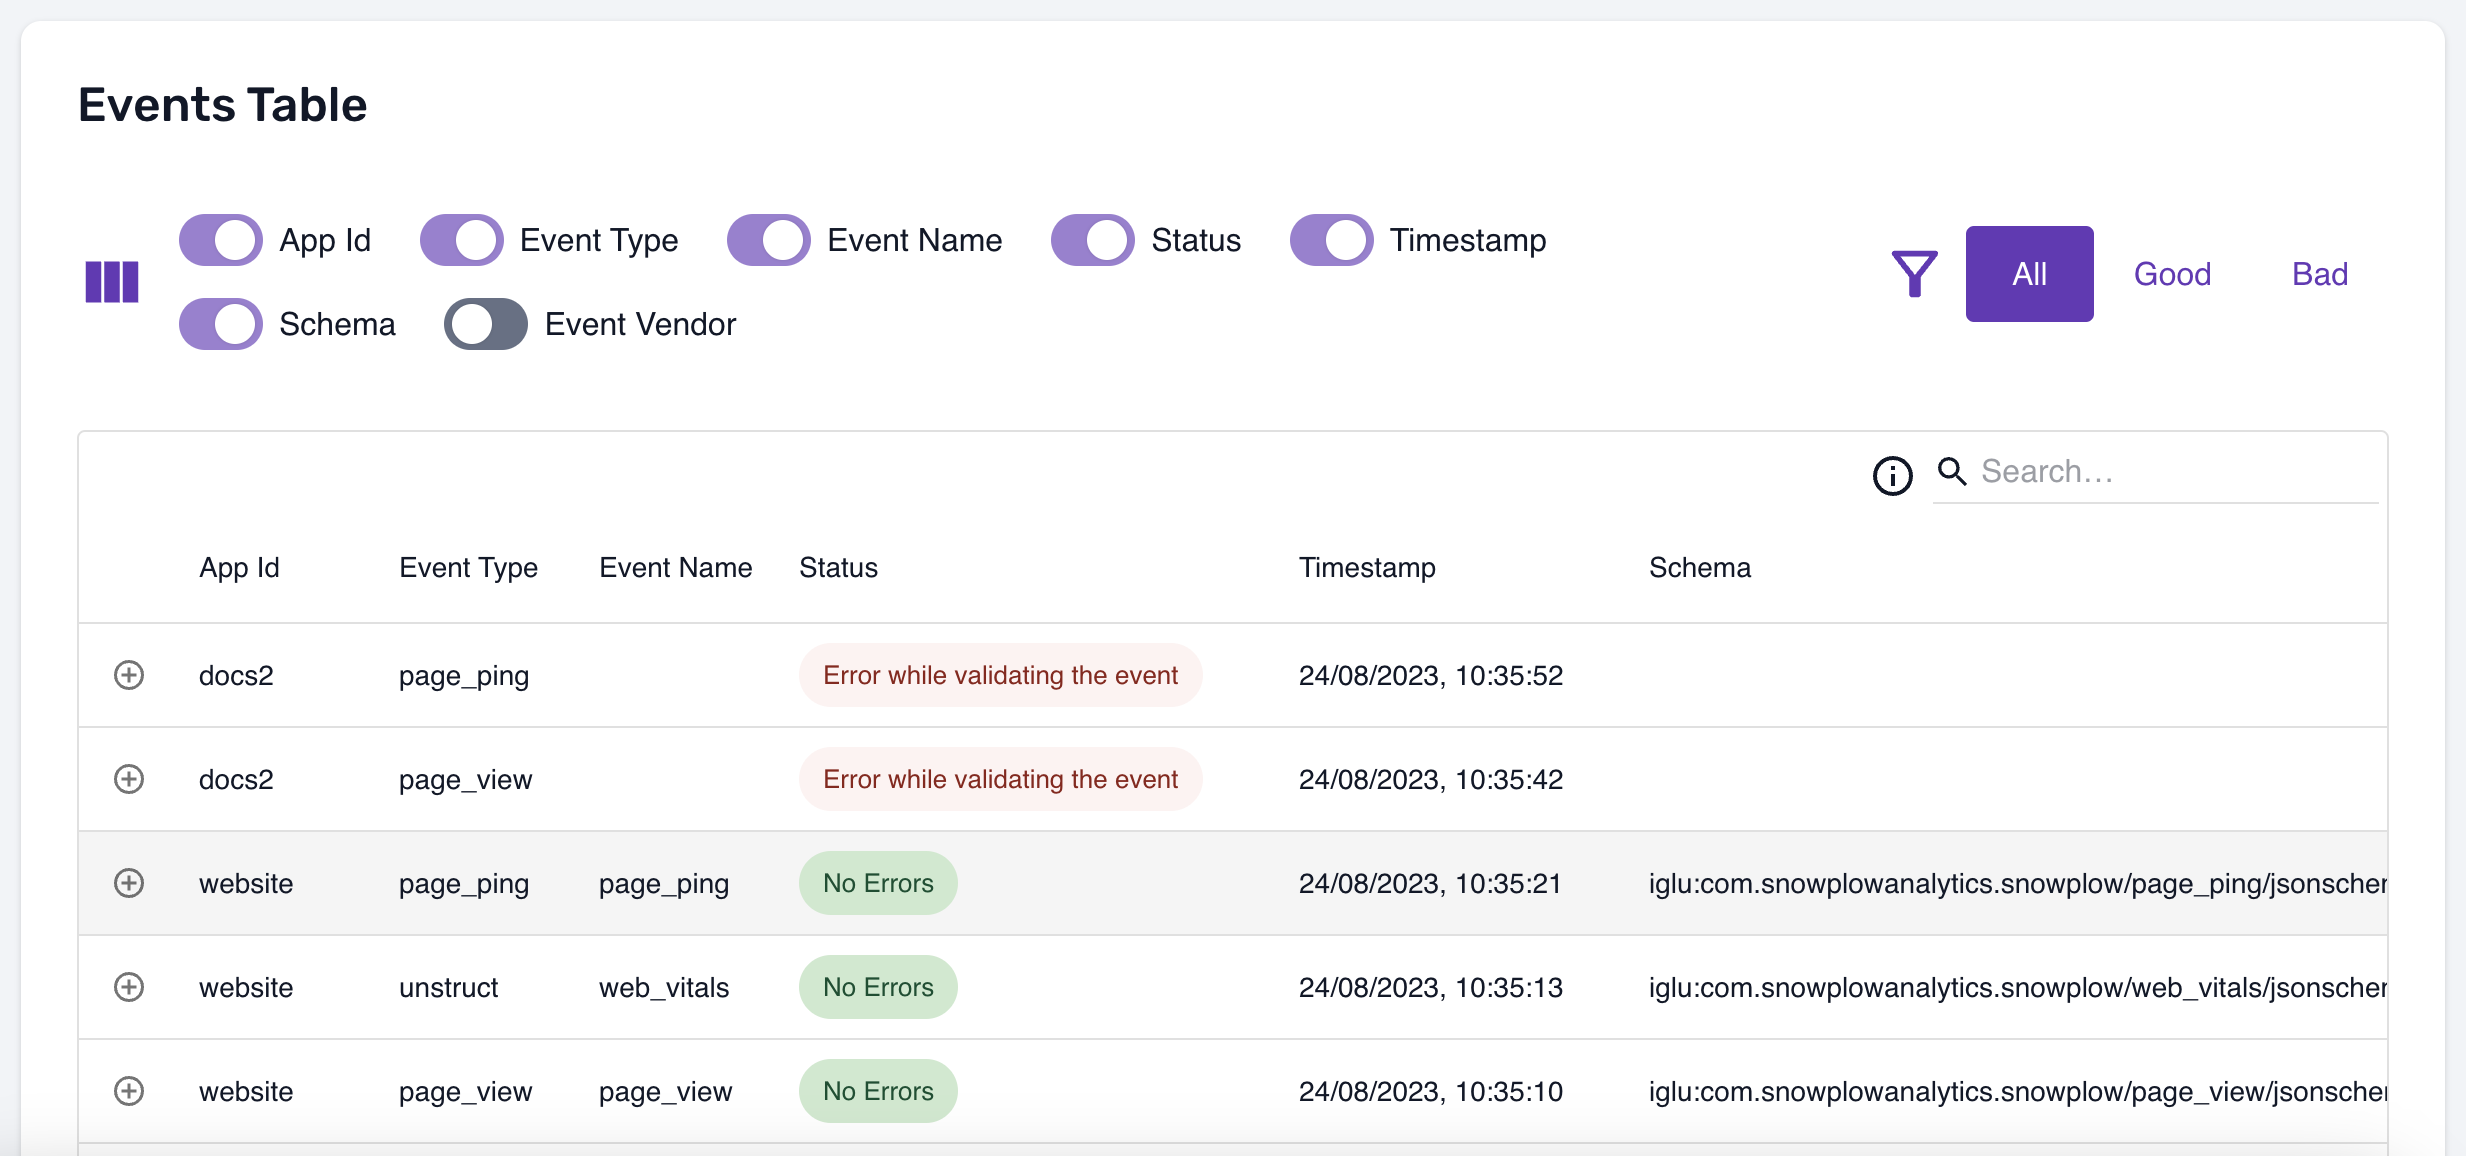 Events Table
App Id Event Type Event Name Status Timestamp
Schema Event Vendor
All Good Bad
Search...
App Id Event Type Event Name Status Timestamp Schema
docs2 page_ping Error while validating the event 24/08/2023, 10:35:52
docs2 page_view Error while validating the event 24/08/2023, 10:35:42
website page_ping page_ping No Errors 24/08/2023, 10:35:21 iglu:com.snowplowanalytics.snowplow/page_ping/jsonscher
website unstruct web_vitals No Errors 24/08/2023, 10:35:13 iglu:com.snowplowanalytics.snowplow/web_vitals/jsonscher
website page_view page_view No Errors 24/08/2023, 10:35:10 iglu:com.snowplowanalytics.snowplow/page_view/jsonscher